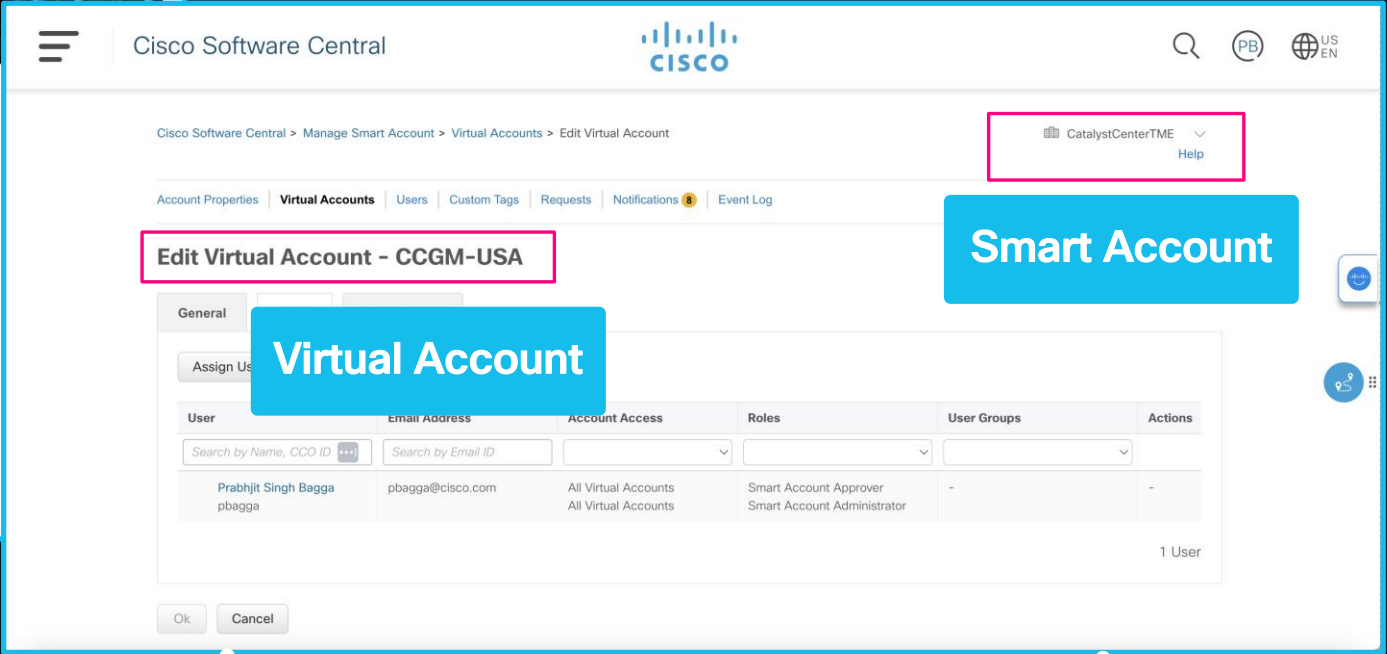 Cisco Software Central
CISCO
PB
US
EN
Cisco Software Central > Manage Smart Account > Virtual Accounts > Edit Virtual Account
CatalystCenterTME
Help
Account Properties Virtual Accounts Users Custom Tags Requests Notifications 8 Event Log
Smart Account
Edit Virtual Account - CCGM-USA
General
Virtual Account
Assign Us
User Email Address Account Access Roles User Groups Actions
Search by Name, CCO ID Search by Email ID
Prabhjit Singh Bagga pbagga@cisco.com All Virtual Accounts Smart Account Approver - -
pbagga All Virtual Accounts Smart Account Administrator
1 User
Ok Cancel